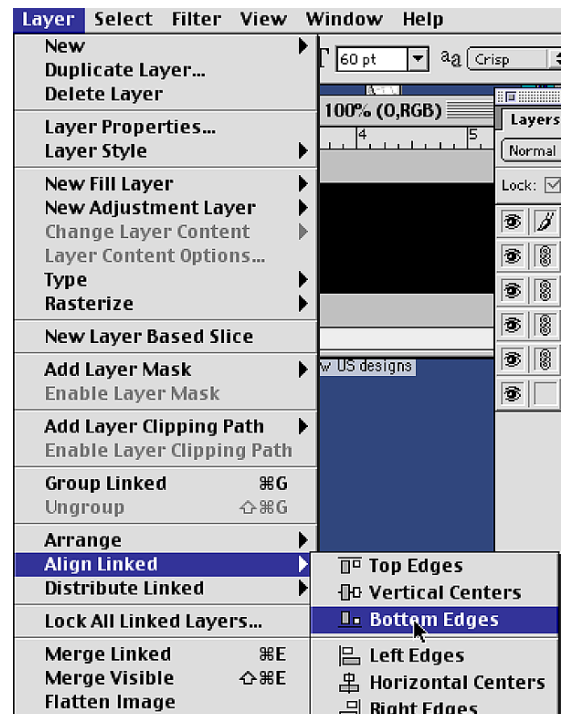 Layer Select Filter View Window Help
New
Duplicate Layer...
Delete Layer
Layer Properties...
Layer Style
New Fill Layer
New Adjustment Layer
Change Layer Content
Layer Content Options...
Type
Rasterize
New Layer Based Slice
Add Layer Mask
Enable Layer Mask
Add Layer Clipping Path
Enable Layer Clipping Path
Group Linked ⌘G
Ungroup ⇧⌘G
Arrange
Align Linked
Distribute Linked
Lock All Linked Layers...
Merge Linked ⌘E
Merge Visible ⇧⌘E
Flatten Image
Top Edges
Vertical Centers
Bottom Edges
Left Edges
Horizontal Centers
Right Edges
60 pt aa Crisp
100% (0,RGB)
4 5
w US designs
Layers
Normal
Lock: